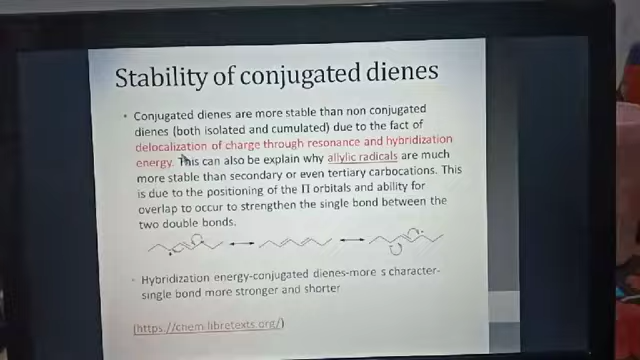 Stability of conjugated dienes
• Conjugated dienes are more stable than non conjugated
dienes (both isolated and cumulated) due to the fact of
delocalization of charge through resonance and hybridization
energy. This can also be explain why allylic radicals are much
more stable than secondary or even tertiary carbocations. This
is due to the positioning of the Π orbitals and ability for
overlap to occur to strengthen the single bond between the
two double bonds.
• Hybridization energy-conjugated dienes-more s character-
single bond more stronger and shorter
(https://chem.libretexts.org/)